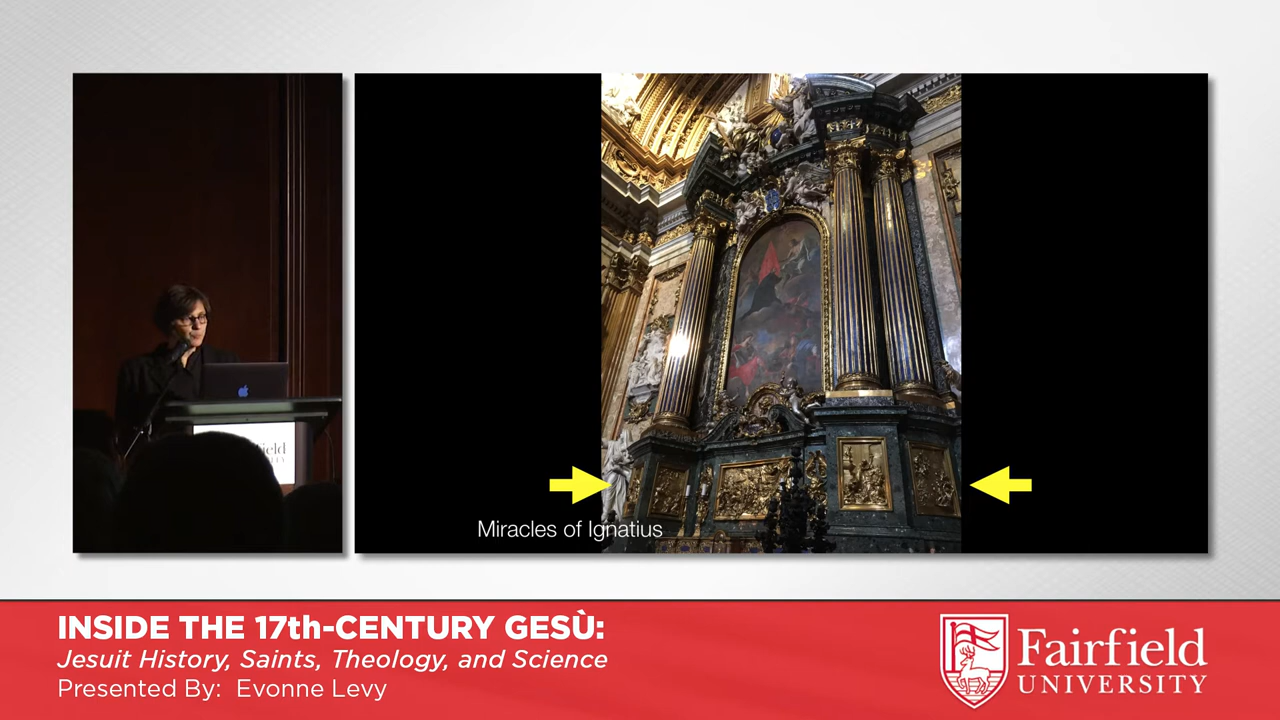 Miracles of Ignatius
field
INSIDE THE 17th-CENTURY GESÙ:
Jesuit History, Saints, Theology, and Science
Presented By: Evonne Levy
Fairfield
UNIVERSITY